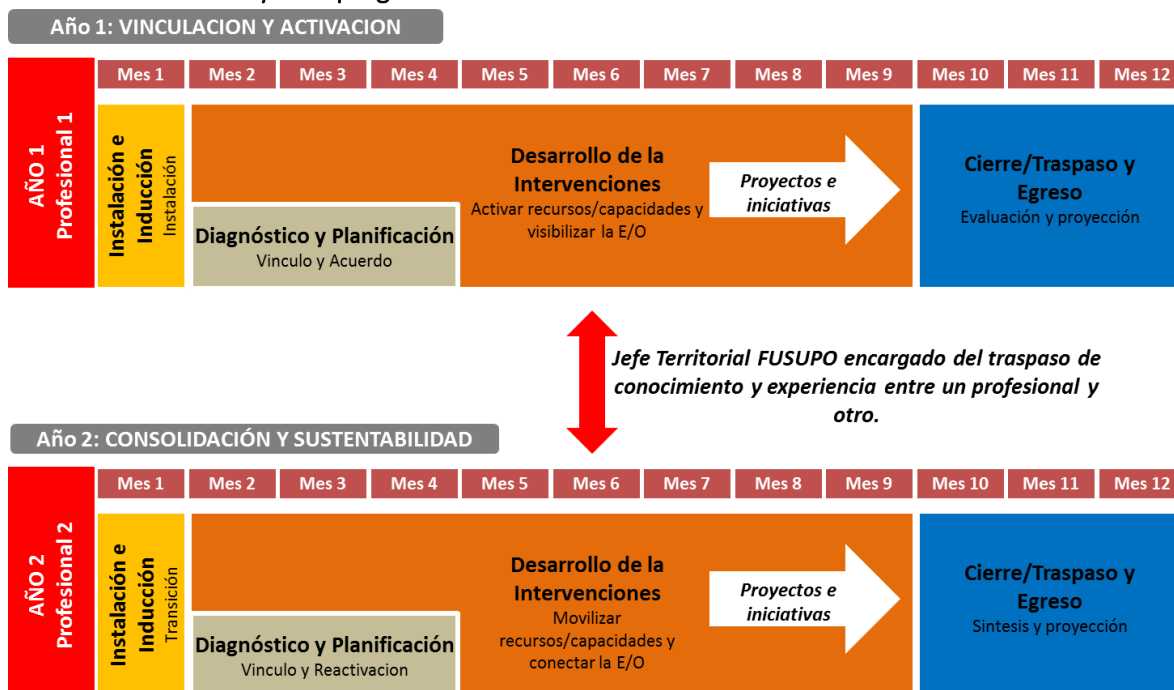 Año 1: VINCULACION Y ACTIVACION
Mes 1 Mes 2 Mes 3 Mes 4 Mes 5 Mes 6 Mes 7 Mes 8 Mes 9 Mes 10 Mes 11 Mes 12
AÑO 1
Profesional 1
Instalación e
Inducción
Instalación
Diagnóstico y Planificación
Vinculo y Acuerdo
Desarrollo de la
Intervenciones
Activar recursos/capacidades y
visibilizar la E/O
Proyectos e
iniciativas
Cierre/Traspaso y
Egreso
Evaluación y proyección
Jefe Territorial FUSUPO encargado del traspaso de
conocimiento y experiencia entre un profesional y
otro.
Año 2: CONSOLIDACIÓN Y SUSTENTABILIDAD
Mes 1 Mes 2 Mes 3 Mes 4 Mes 5 Mes 6 Mes 7 Mes 8 Mes 9 Mes 10 Mes 11 Mes 12
AÑO 2
Profesional 2
Instalación e
Inducción
Transición
Diagnóstico y Planificación
Vinculo y Reactivacion
Desarrollo de la
Intervenciones
Movilizar
recursos/capacidades y
conectar la E/O
Proyectos e
iniciativas
Cierre/Traspaso y
Egreso
Sintesis y proyección